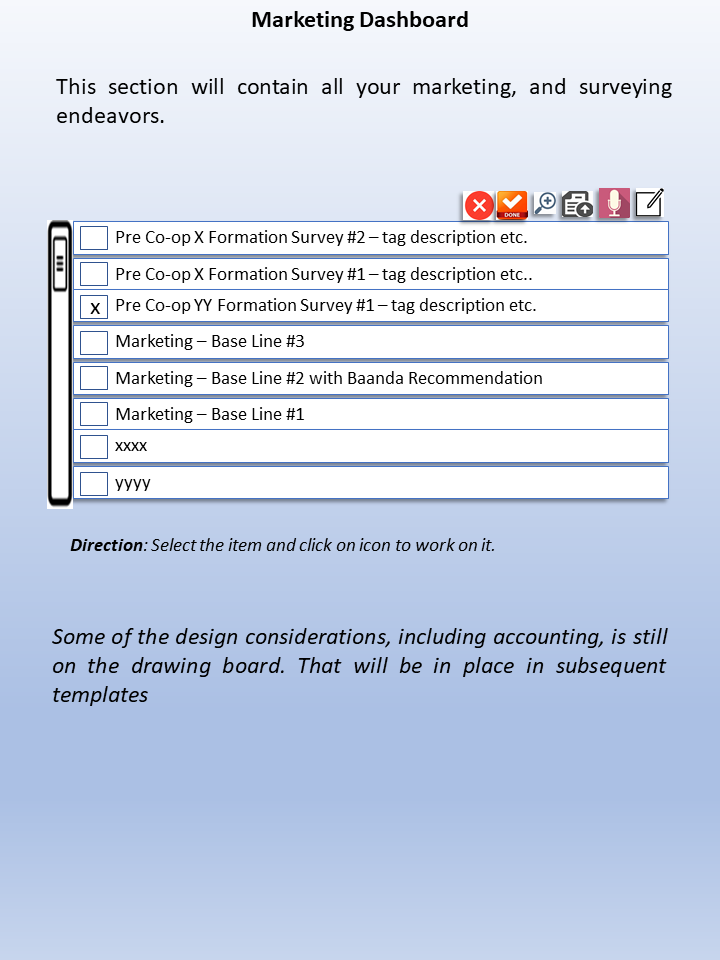 Marketing Dashboard
This section will contain all your marketing, and surveying
endeavors.
DONE
Pre Co-op X Formation Survey #2 – tag description etc.
Pre Co-op X Formation Survey #1 – tag description etc..
x Pre Co-op YY Formation Survey #1 – tag description etc.
Marketing – Base Line #3
Marketing – Base Line #2 with Baanda Recommendation
Marketing – Base Line #1
xxxx
yyyy
Direction: Select the item and click on icon to work on it.
Some of the design considerations, including accounting, is still
on the drawing board. That will be in place in subsequent
templates